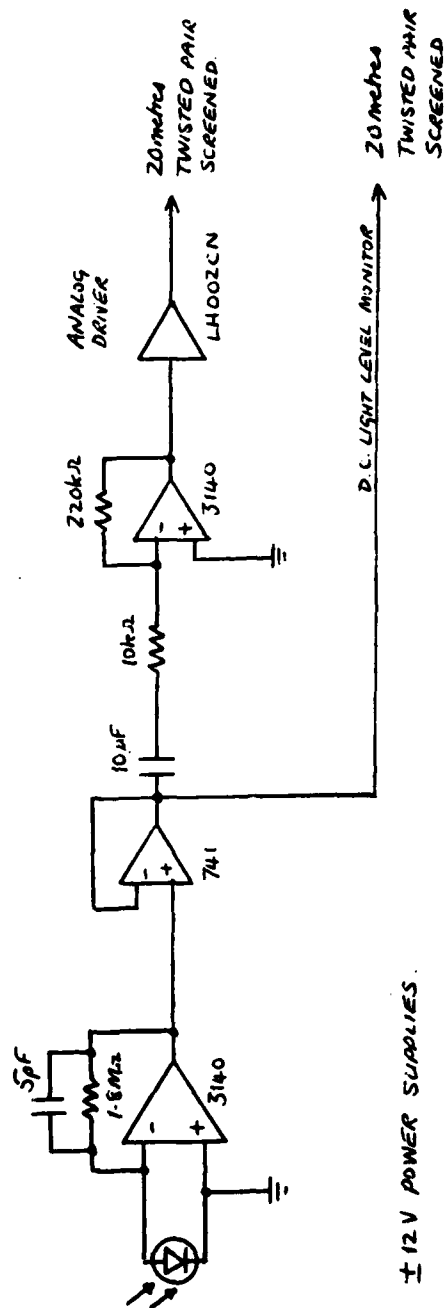 5pF
1.8MΩ
3140
741
10µF
10kΩ
220kΩ
3140
ANALOG
DRIVER
LH002CN
20 metres
TWISTED PAIR
SCREENED.
D.C. LIGHT LEVEL MONITOR
20 metres
TWISTED PAIR
SCREENED
± 12V POWER SUPPLIES.